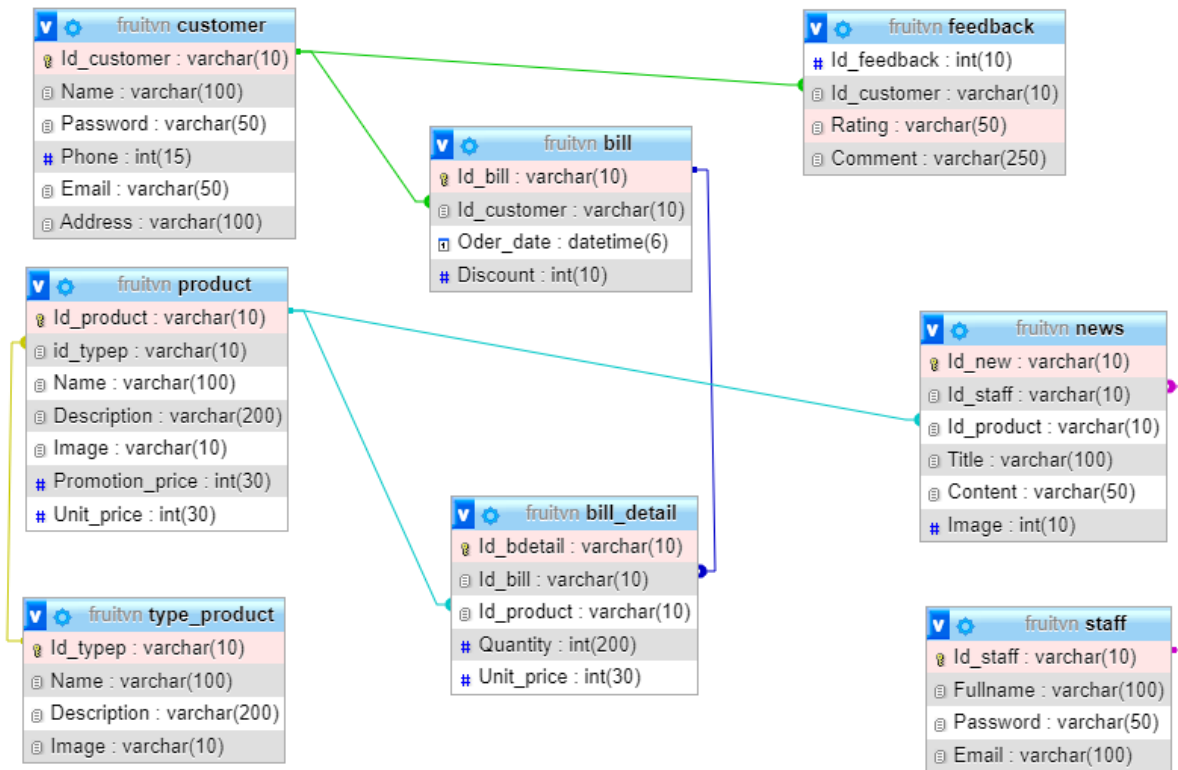 fruitvn customer
Id_customer : varchar(10)
Name : varchar(100)
Password : varchar(50)
Phone : int(15)
Email : varchar(50)
Address : varchar(100)
fruitvn feedback
Id_feedback : int(10)
Id_customer : varchar(10)
Rating : varchar(50)
Comment : varchar(250)
fruitvn bill
Id_bill : varchar(10)
Id_customer : varchar(10)
Oder_date : datetime(6)
Discount : int(10)
fruitvn product
Id_product : varchar(10)
id_typep : varchar(10)
Name : varchar(100)
Description : varchar(200)
Image : varchar(10)
Promotion_price : int(30)
Unit_price : int(30)
fruitvn news
Id_new : varchar(10)
Id_staff : varchar(10)
Id_product : varchar(10)
Title : varchar(100)
Content : varchar(50)
Image : int(10)
fruitvn bill_detail
Id_bdetail : varchar(10)
Id_bill : varchar(10)
Id_product : varchar(10)
Quantity : int(200)
Unit_price : int(30)
fruitvn type_product
Id_typep : varchar(10)
Name : varchar(100)
Description : varchar(200)
Image : varchar(10)
fruitvn staff
Id_staff : varchar(10)
Fullname : varchar(100)
Password : varchar(50)
Email : varchar(100)